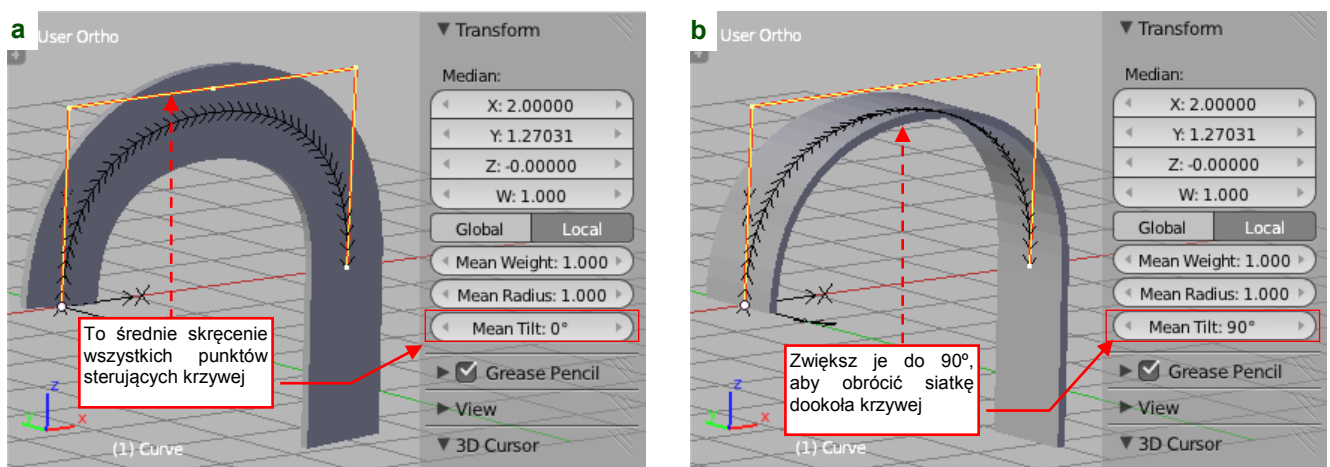 a
User Ortho
Transform
Median:
X: 2.00000
Y: 1.27031
Z: -0.00000
W: 1.000
Global Local
Mean Weight: 1.000
Mean Radius: 1.000
Mean Tilt: 0°
Grease Pencil
View
3D Cursor
To średnie skręcenie
wszystkich punktów
sterujących krzywej
z
y x
(1) Curve
b
User Ortho
Transform
Median:
X: 2.00000
Y: 1.27031
Z: -0.00000
W: 1.000
Global Local
Mean Weight: 1.000
Mean Radius: 1.000
Mean Tilt: 90°
Grease Pencil
View
3D Cursor
Zwiększ je do 90º,
aby obrócić siatkę
dookoła krzywej
z
y x
(1) Curve